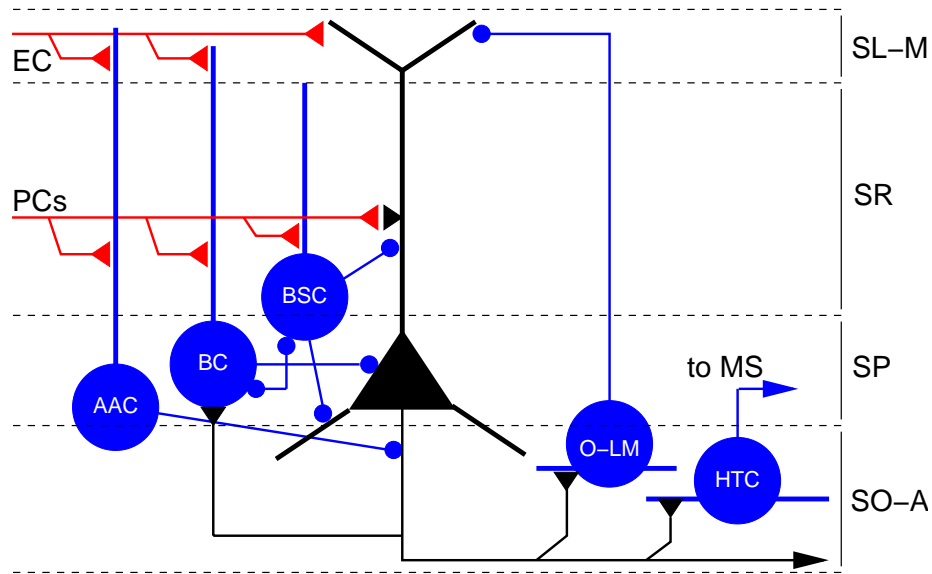 EC
SL–M
PCs
SR
BSC
BC
to MS
SP
AAC
O–LM
HTC
SO–A